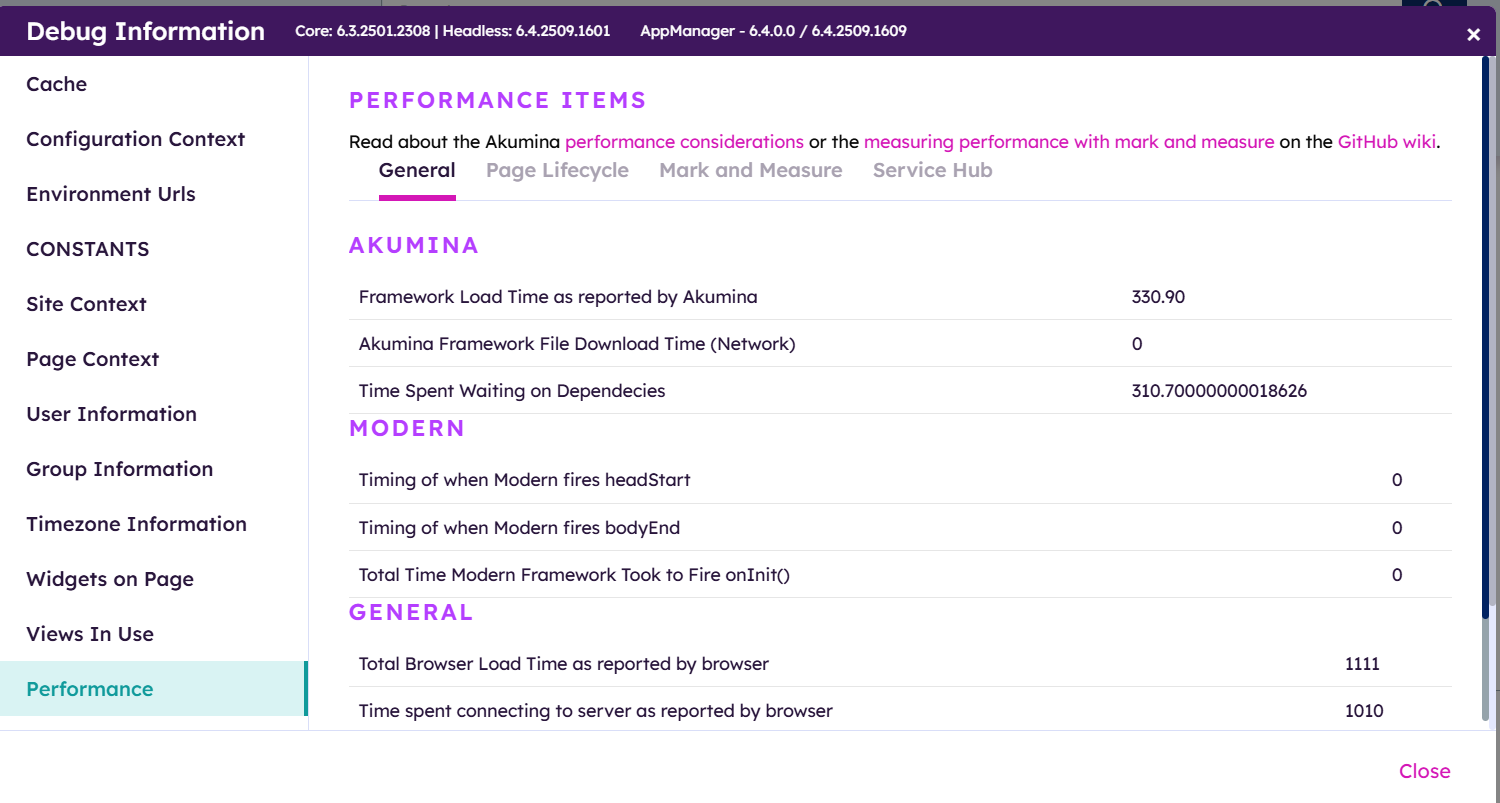 Debug Information Core: 6.3.2501.2308 | Headless: 6.4.2509.1601 AppManager - 6.4.0.0 / 6.4.2509.1609 ×
Cache
Configuration Context
Environment Urls
CONSTANTS
Site Context
Page Context
User Information
Group Information
Timezone Information
Widgets on Page
Views In Use
Performance
PERFORMANCE ITEMS
Read about the Akumina performance considerations or the measuring performance with mark and measure on the GitHub wiki.
General Page Lifecycle Mark and Measure Service Hub
AKUMINA
Framework Load Time as reported by Akumina 330.90
Akumina Framework File Download Time (Network) 0
Time Spent Waiting on Dependecies 310.70000000018626
MODERN
Timing of when Modern fires headStart 0
Timing of when Modern fires bodyEnd 0
Total Time Modern Framework Took to Fire onInit() 0
GENERAL
Total Browser Load Time as reported by browser 1111
Time spent connecting to server as reported by browser 1010
Close